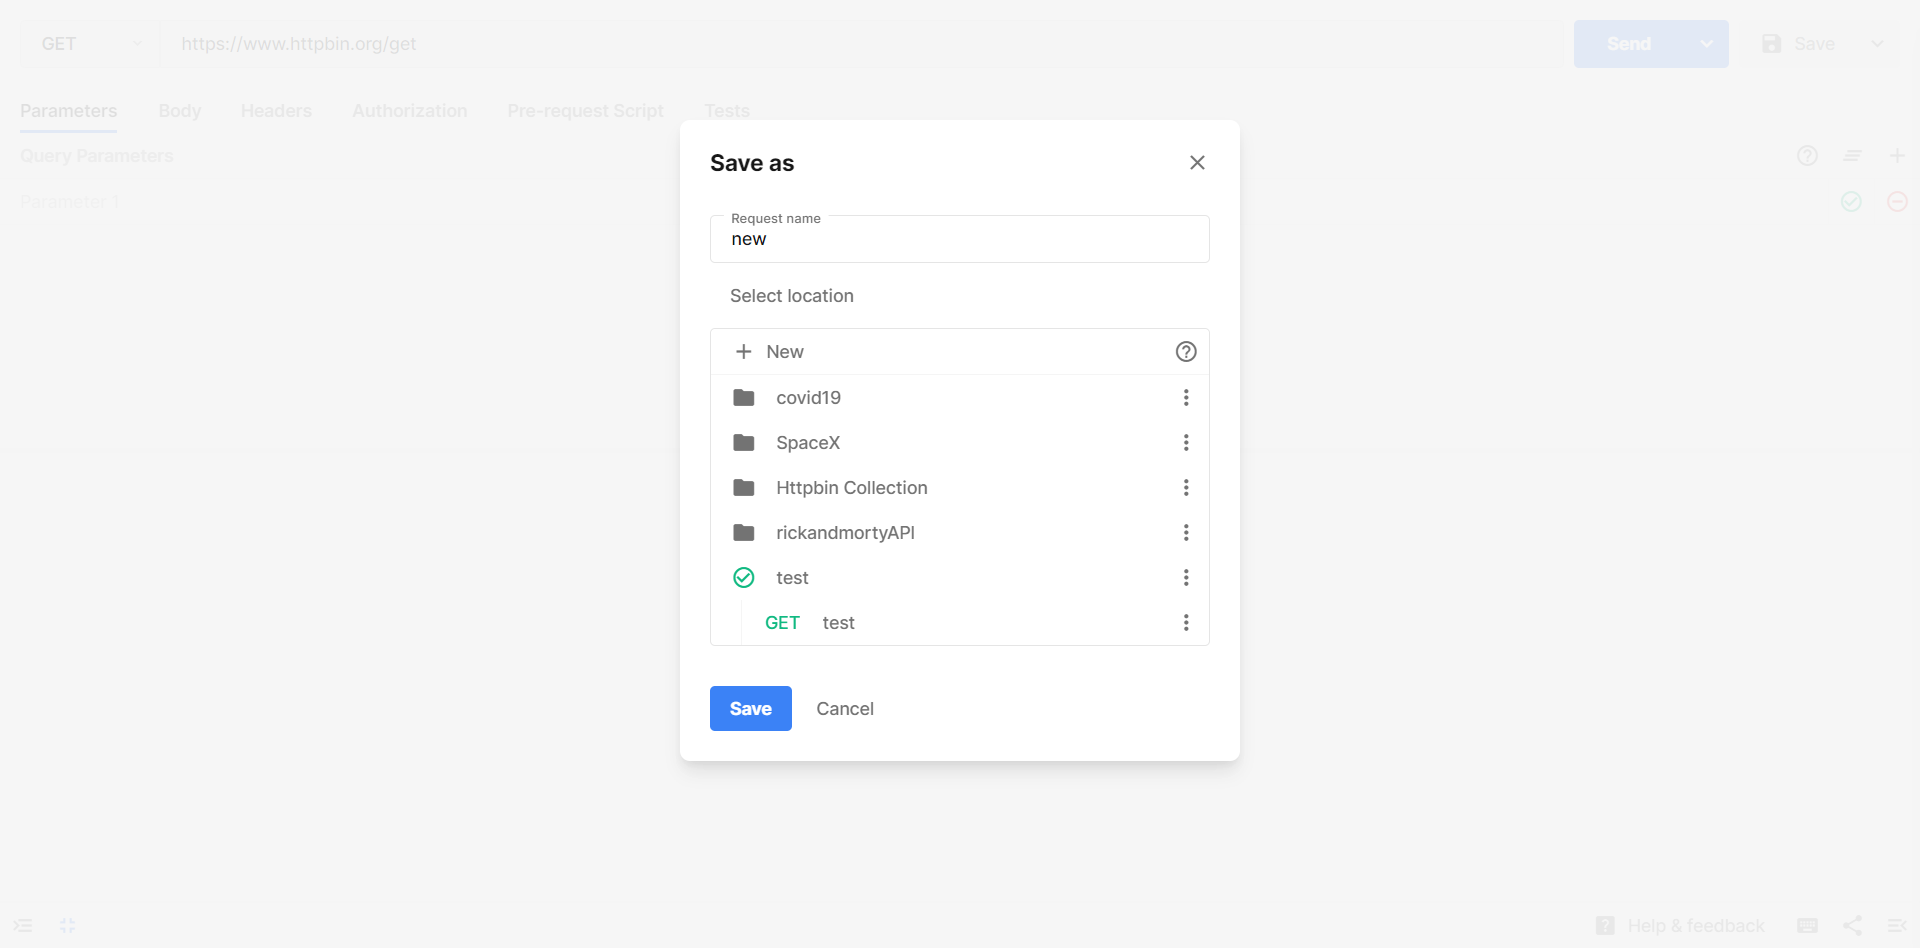 GET
https://www.httpbin.org/get
Send
Save
Parameters Body Headers Authorization Pre-request Script Tests
Query Parameters
Parameter 1
Save as
Request name
new
Select location
New
covid19
SpaceX
Httpbin Collection
rickandmortyAPI
test
GET test
Save Cancel
Help & feedback